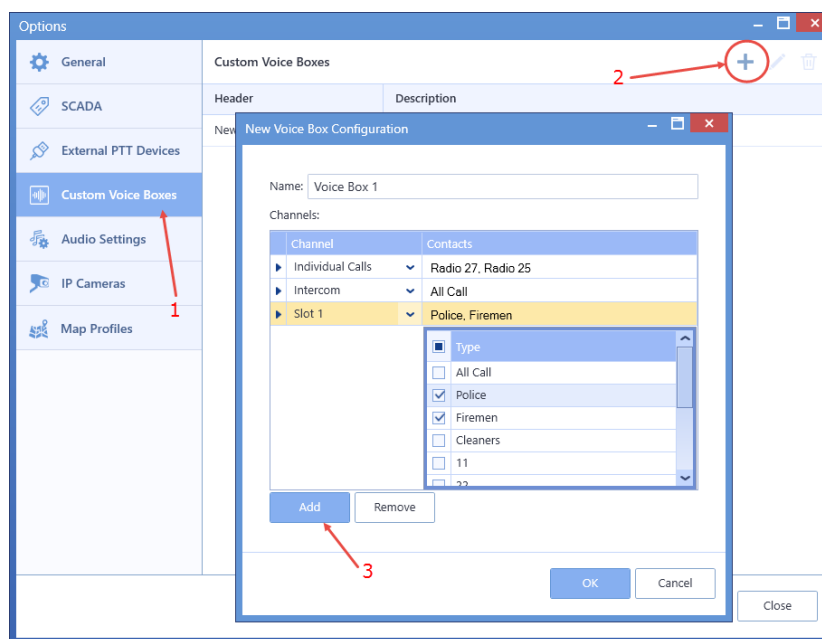 Options
General
SCADA
External PTT Devices
Custom Voice Boxes
Audio Settings
IP Cameras
Map Profiles
1
Custom Voice Boxes
2
Header Description
New
New Voice Box Configuration
Name: Voice Box 1
Channels:
Channel Contacts
Individual Calls Radio 27, Radio 25
Intercom All Call
Slot 1 Police, Firemen
Type
All Call
Police
Firemen
Cleaners
11
22
Add Remove
3
OK Cancel
Close